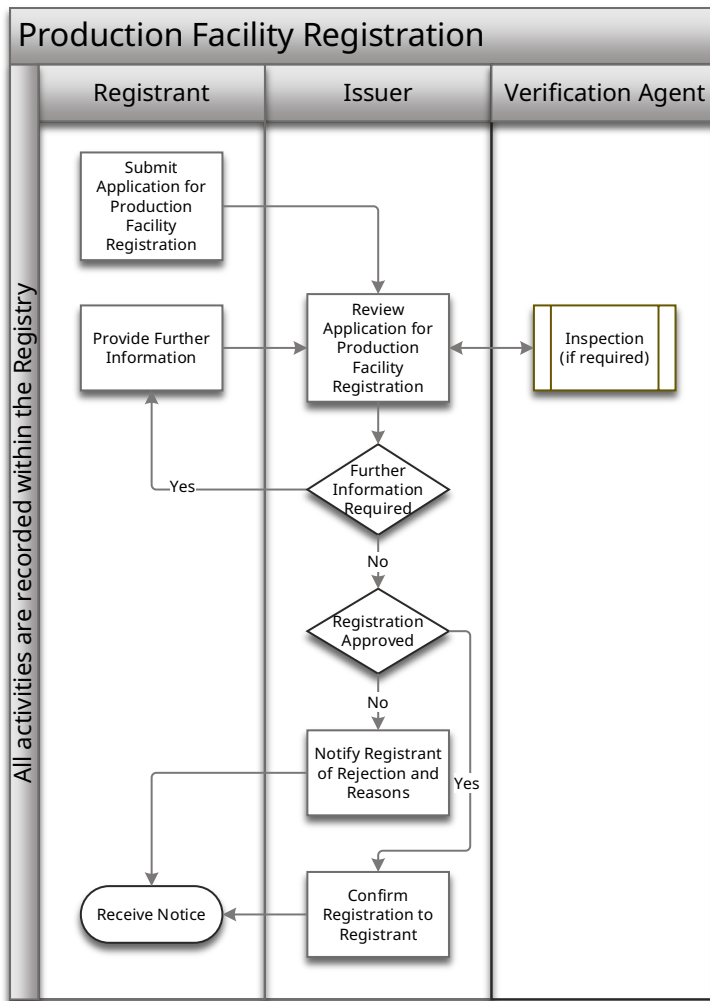 Production Facility Registration
Registrant
Issuer
Verification Agent
All activities are recorded within the Registry
Submit
Application for
Production
Facility
Registration
Provide Further
Information
Review
Application for
Production
Facility
Registration
Inspection
(if required)
Further
Information
Required
Yes
No
Registration
Approved
No
Notify Registrant
of Rejection and
Reasons
Yes
Receive Notice
Confirm
Registration to
Registrant